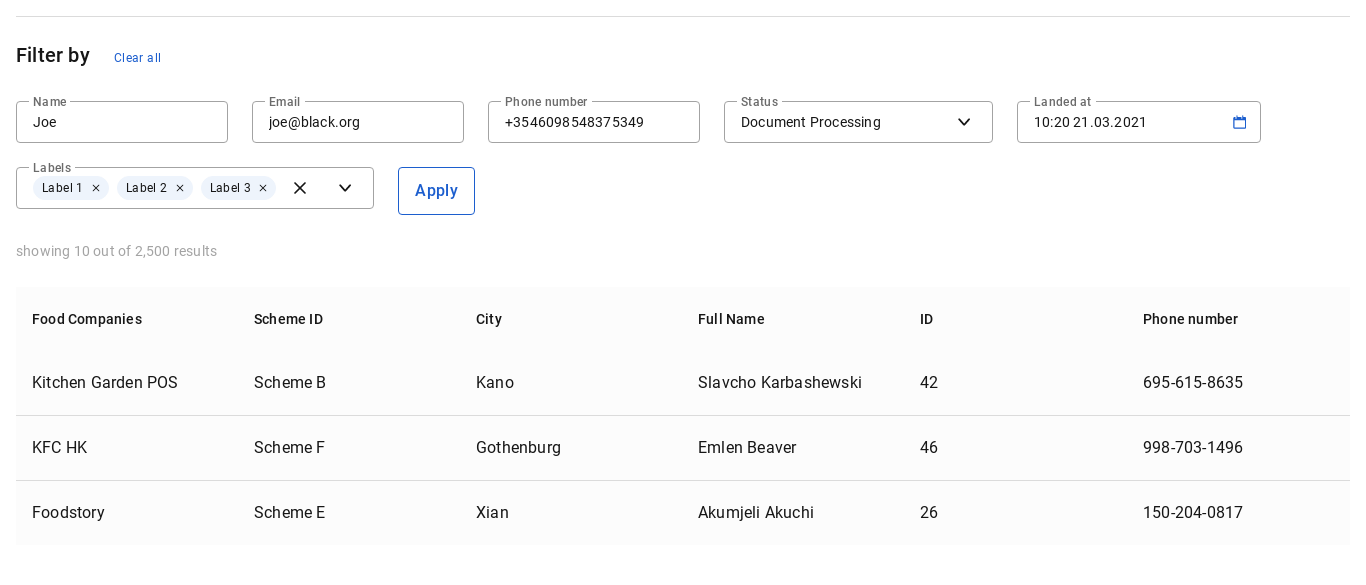 Filter by Clear all
Name Email Phone number Status Landed at
Joe joe@black.org +3546098548375349 Document Processing 10:20 21.03.2021
Labels
Label 1 Label 2 Label 3 Apply
showing 10 out of 2,500 results
Food Companies Scheme ID City Full Name ID Phone number
Kitchen Garden POS Scheme B Kano Slavcho Karbashewski 42 695-615-8635
KFC HK Scheme F Gothenburg Emlen Beaver 46 998-703-1496
Foodstory Scheme E Xian Akumjeli Akuchi 26 150-204-0817